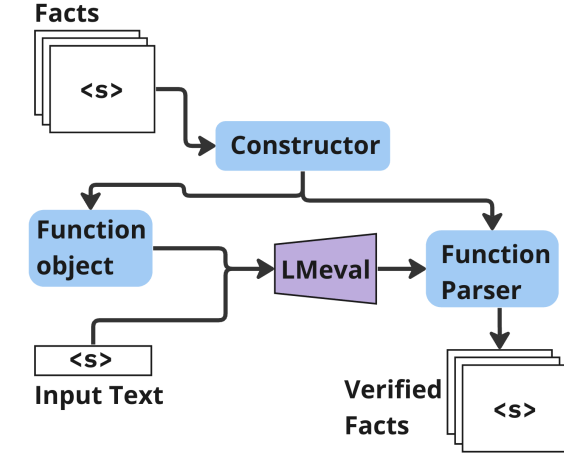 Facts
<s>
Constructor
Function
object
LMeval
Function
Parser
<s>
Input Text
Verified
Facts
<s>